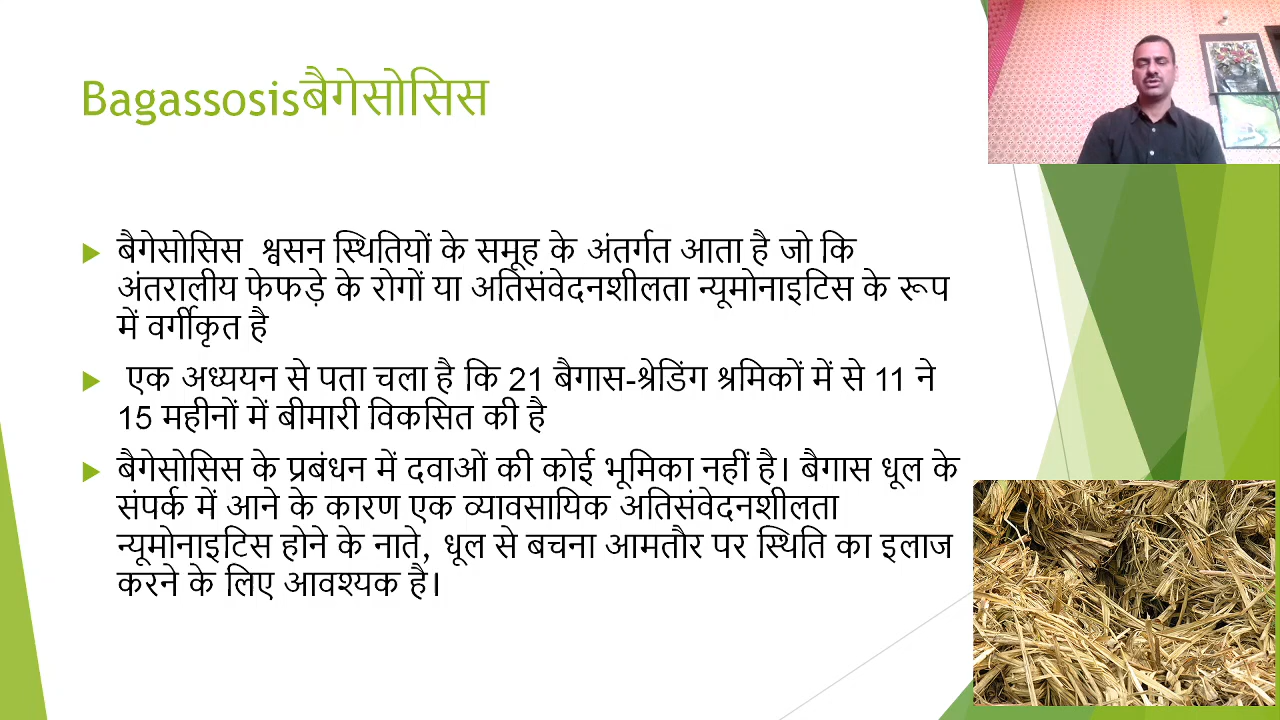 Bagassosisबैगेसोसिस
बैगेसोसिस श्वसन स्थितियों के समूह के अंतर्गत आता है जो कि
अंतरालीय फेफड़े के रोगों या अतिसंवेदनशीलता न्यूमोनाइटिस के रूप
में वर्गीकृत है
एक अध्ययन से पता चला है कि 21 बैगास-श्रेडिंग श्रमिकों में से 11 ने
15 महीनों में बीमारी विकसित की है
बैगेसोसिस के प्रबंधन में दवाओं की कोई भूमिका नहीं है। बैगास धूल के
संपर्क में आने के कारण एक व्यावसायिक अतिसंवेदनशीलता
न्यूमोनाइटिस होने के नाते, धूल से बचना आमतौर पर स्थिति का इलाज
करने के लिए आवश्यक है।